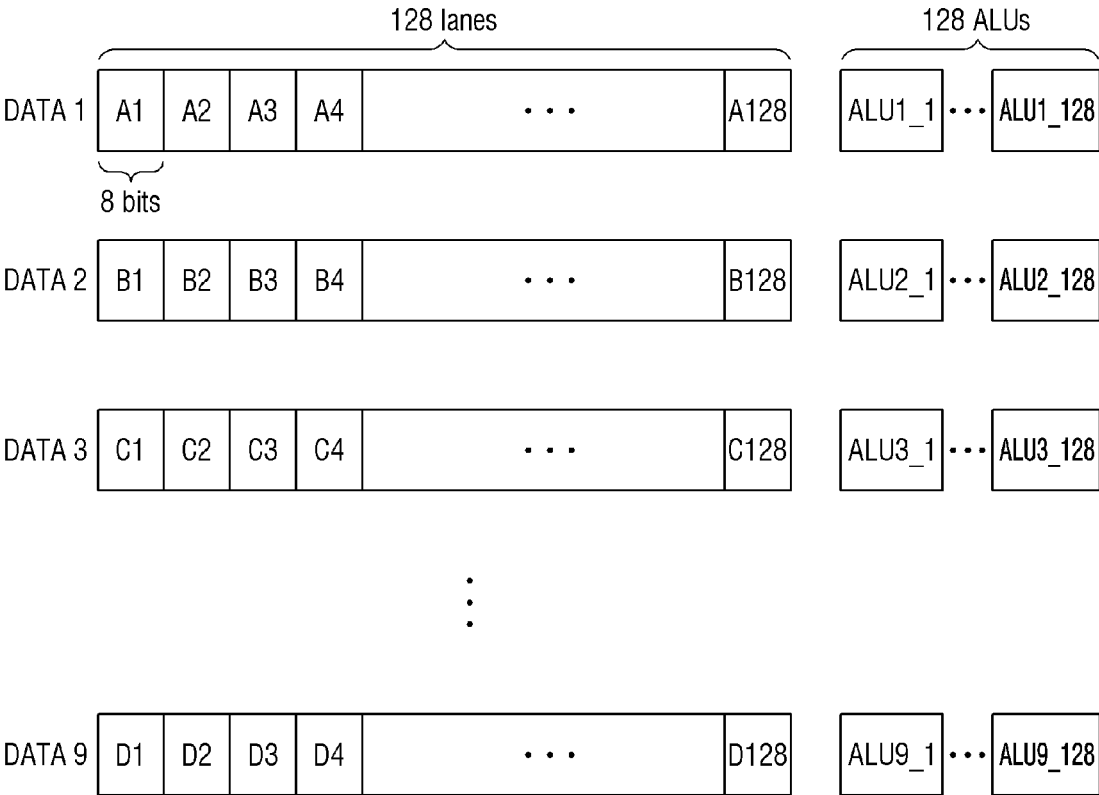 128 lanes 128 ALUs
DATA 1 A1 A2 A3 A4 • • • A128 ALU1_1 • • • ALU1_128
8 bits
DATA 2 B1 B2 B3 B4 • • • B128 ALU2_1 • • • ALU2_128
DATA 3 C1 C2 C3 C4 • • • C128 ALU3_1 • • • ALU3_128
DATA 9 D1 D2 D3 D4 • • • D128 ALU9_1 • • • ALU9_128